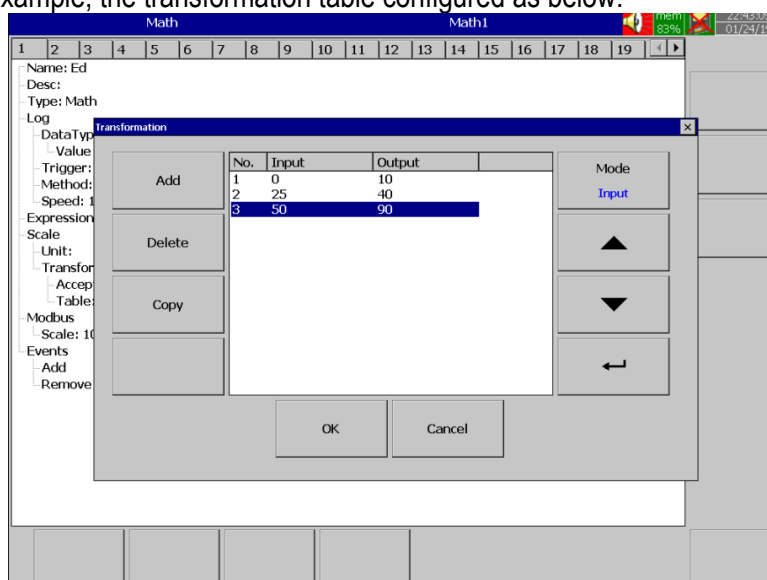 xample, the transformation table configured as below.
Math Math1 mem 83% 22:43:0 01/24/1
1 2 3 4 5 6 7 8 9 10 11 12 13 14 15 16 17 18 19
Name: Ed
Desc:
Type: Math
Log
DataTyp
Value
Trigger:
Method:
Speed: 1
Expression
Scale
Unit:
Transfor
Accep
Table:
Modbus
Scale: 10
Events
Add
Remove
Transformation
Add
Delete
Copy
No. Input Output
1 0 10
2 25 40
3 50 90
Mode
Input
OK Cancel